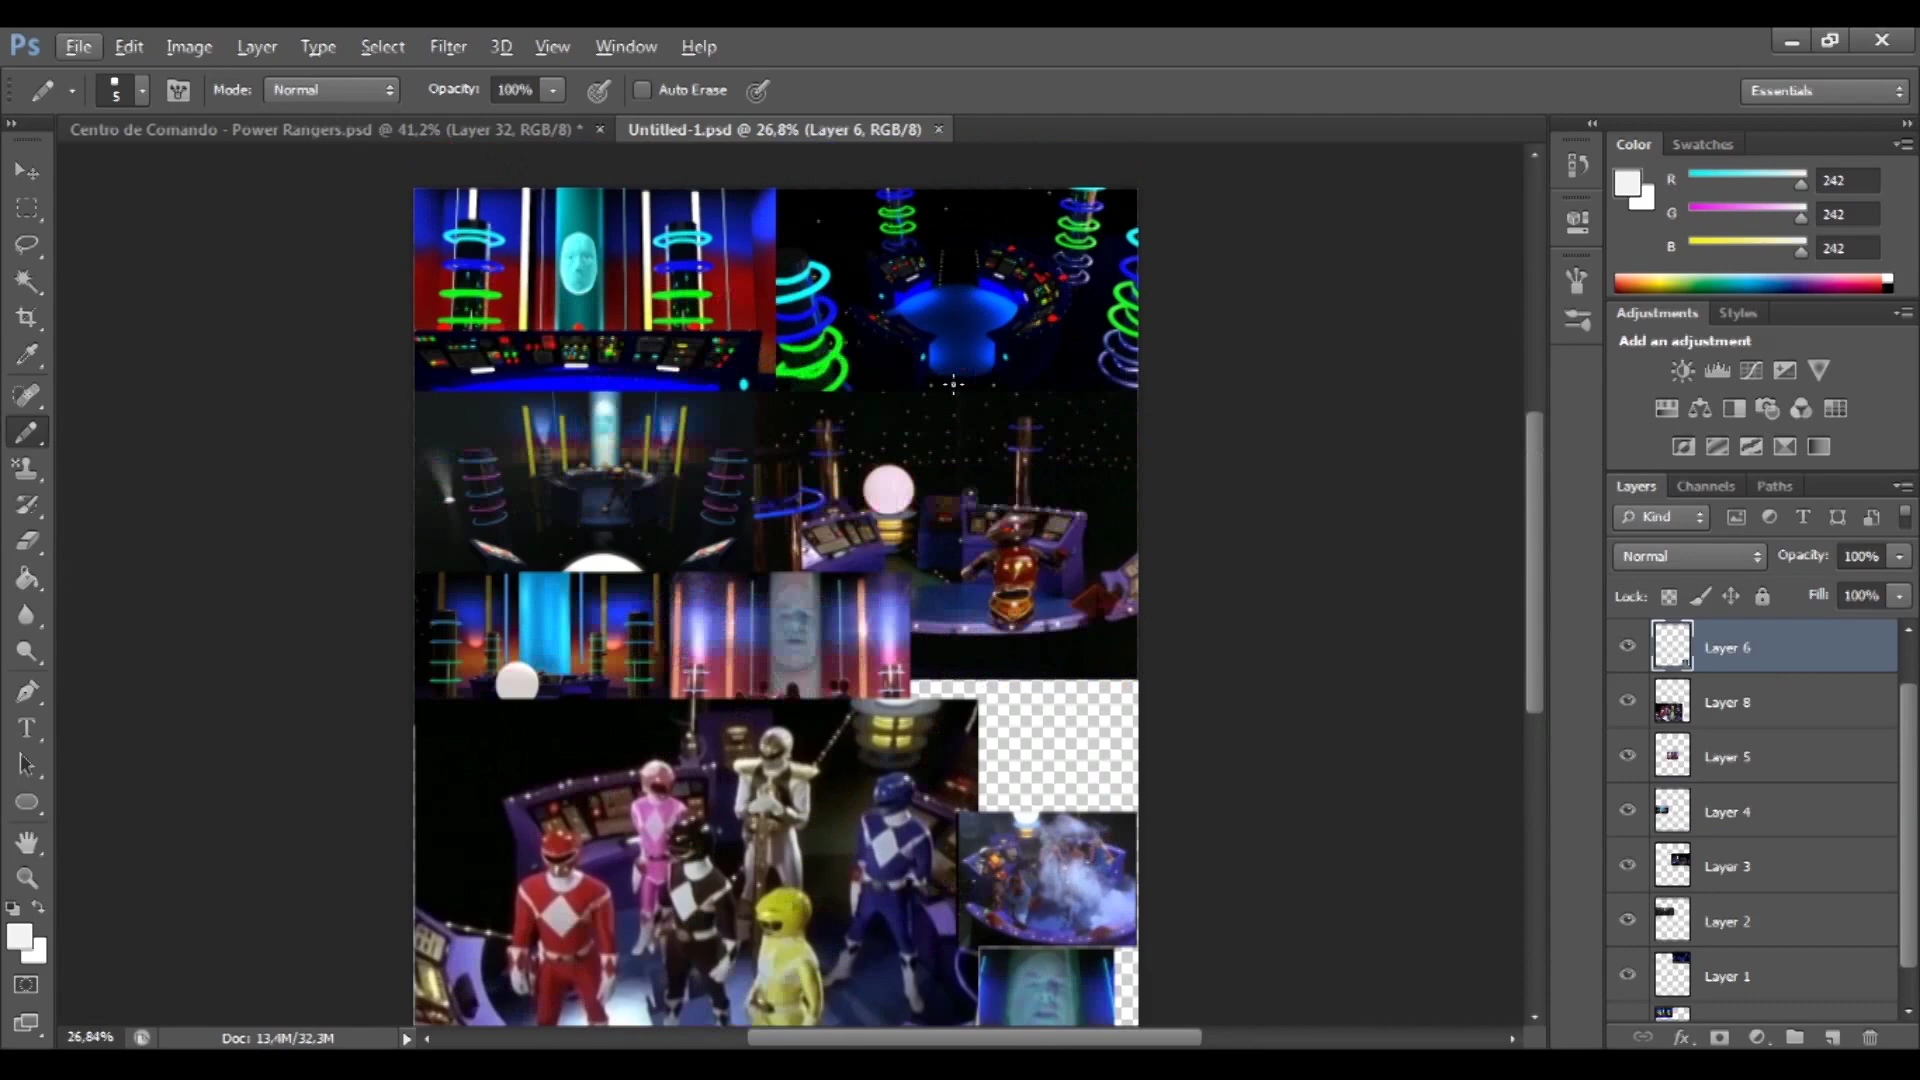 Ps File Edit Image Layer Type Select Filter 3D View Window Help
5 Mode: Normal Opacity: 100% Auto Erase Essentials
Centro de Comando - Power Rangers.psd @ 41,2% (Layer 32, RGB/8) * × Untitled-1.psd @ 26,8% (Layer 6, RGB/8) ×
Color Swatches
R 242
G 242
B 242
Adjustments Styles
Add an adjustment
Layers Channels Paths
Kind
Normal Opacity: 100%
Lock: Fill: 100%
Layer 6
Layer 8
Layer 5
Layer 4
Layer 3
Layer 2
Layer 1
26,84% Doc: 13,4M/32,3M